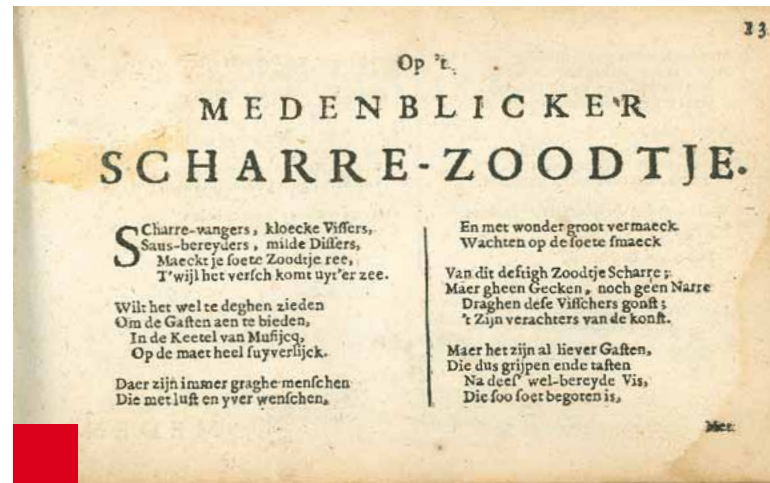 23
Op 't
MEDENBLICKER
SCHARRE-ZOODTJE.
SCharre-vangers, kloecke Viſſers,
Saus-bereyders, milde Diſſers,
Maeckt je ſoete Zoodtje ree,
T'wijl het verſch komt uyt'er zee.
Wilt het wel te deghen zieden
Om de Gaſten aen te bieden,
In de Keetel van Muſijcq,
Op de maet heel ſuyverlijck.
Daer zijn immer graghe menſchen
Die met luſt en yver wenſchen,
En met wonder groot vermaeck
Wachten op de ſoete ſmaeck
Van dit deftigh Zoodtje Scharre;
Maer gheen Gecken, noch geen Narre
Draghen deſe Viſſchers gonſt;
't Zijn verachters van de konſt.
Maer het zijn al liever Gaſten,
Die dus grijpen ende taſten
Na deeſ' wel-bereyde Vis,
Die ſoo ſoet begoten is,
Met